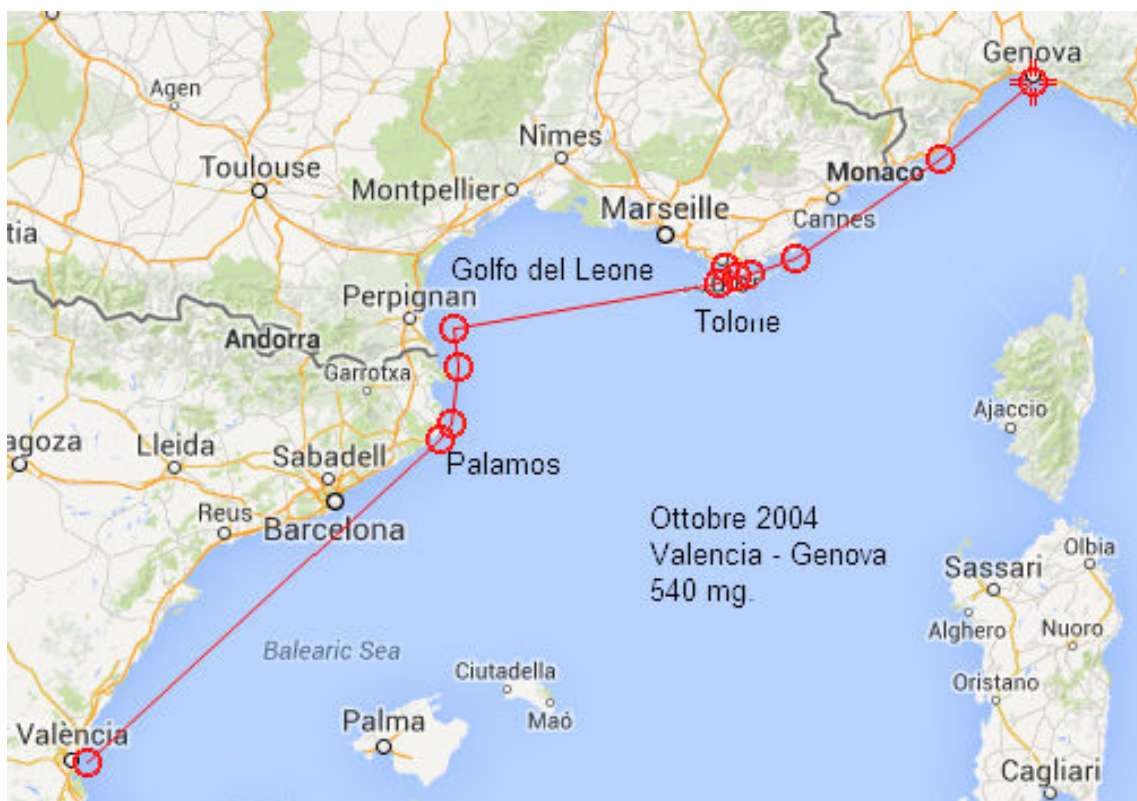 Genova
Agen
Nîmes
Toulouse
Montpellier
Monaco
Marseille
Cannes
tia
Golfo del Leone
Perpignan
Tolone
Andorra
Garrotxa
Ajaccio
agoza
Lleida
Sabadell
Palamos
Reus
Barcelona
Ottobre 2004
Valencia - Genova
540 mg.
Olbia
Sassari
Alghero
Nuoro
Balearic Sea
Ciutadella
Oristano
Maó
Palma
València
Cagliari